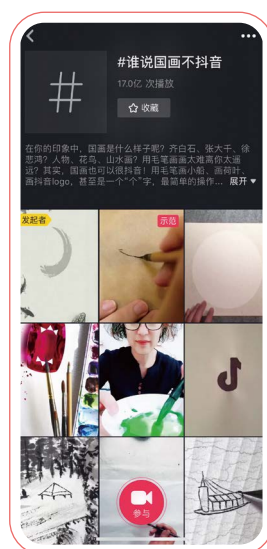 #谁说国画不抖音
17.0亿 次播放
收藏
在你的印象中，国画是什么样子呢？齐白石、张大千、徐
悲鸿？人物、花鸟、山水画？用毛笔画画太难离你太遥
远？其实，国画也可以很抖音！用毛笔画小船、画荷叶、
画抖音logo，甚至是一个“个”字，最简单的操作... 展开
发起者
示范
参与